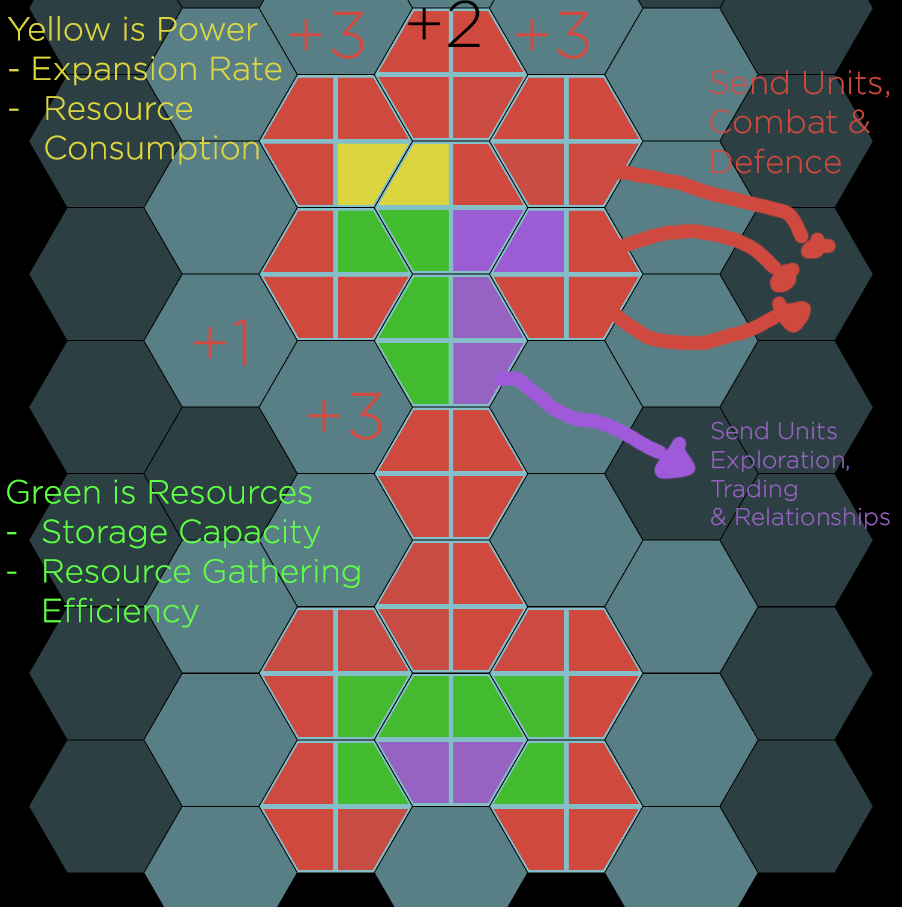 +3 +2 +3
Yellow is Power
- Expansion Rate
- Resource
Consumption
Send Units,
Combat &
Defence
+1
+3
Send Units
Exploration,
Trading
& Relationships
Green is Resources
- Storage Capacity
- Resource Gathering
Efficiency